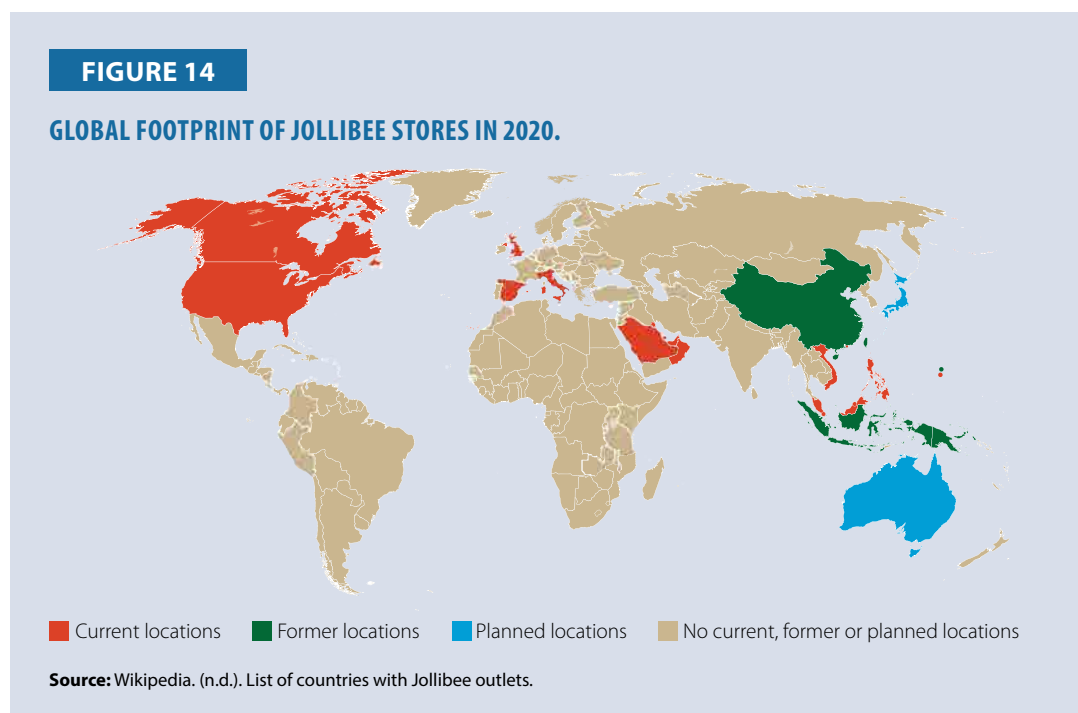 FIGURE 14
GLOBAL FOOTPRINT OF JOLLIBEE STORES IN 2020.
Current locations
Former locations
Planned locations
No current, former or planned locations
Source: Wikipedia. (n.d.). List of countries with Jollibee outlets.